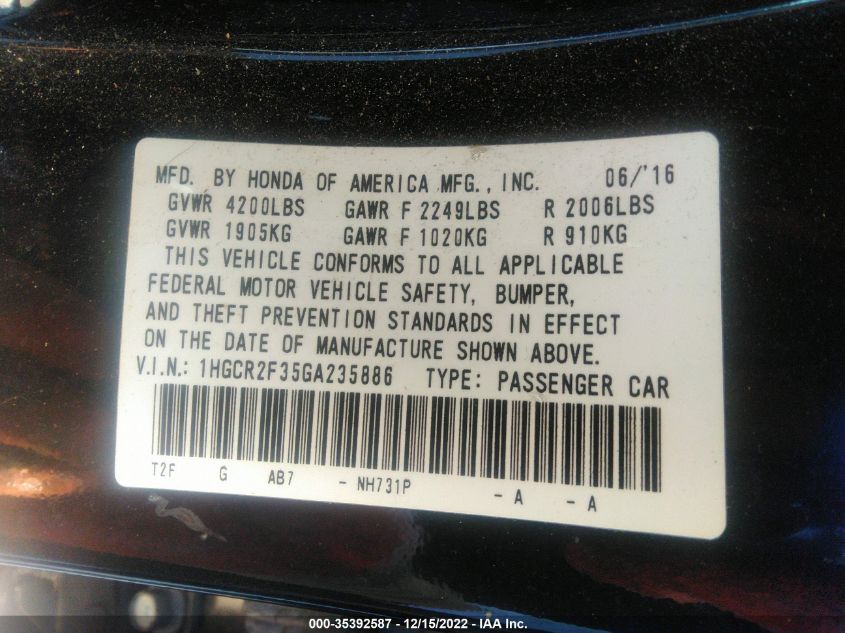 MFD. BY HONDA OF AMERICA MFG., INC. 06/'16
GVWR 4200LBS GAWR F 2249LBS R 2006LBS
GVWR 1905KG GAWR F 1020KG R 910KG
THIS VEHICLE CONFORMS TO ALL APPLICABLE
FEDERAL MOTOR VEHICLE SAFETY, BUMPER,
AND THEFT PREVENTION STANDARDS IN EFFECT
ON THE DATE OF MANUFACTURE SHOWN ABOVE.
V.I.N.: 1HGCR2F35GA235886 TYPE: PASSENGER CAR
T2F G AB7 - NH731P - A - A
000-35392587 - 12/15/2022 - IAA Inc.